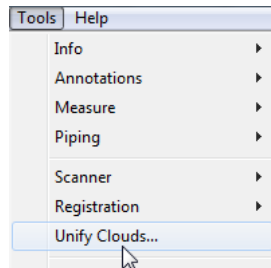 Tools Help
Info
Annotations
Measure
Piping
Scanner
Registration
Unify Clouds...